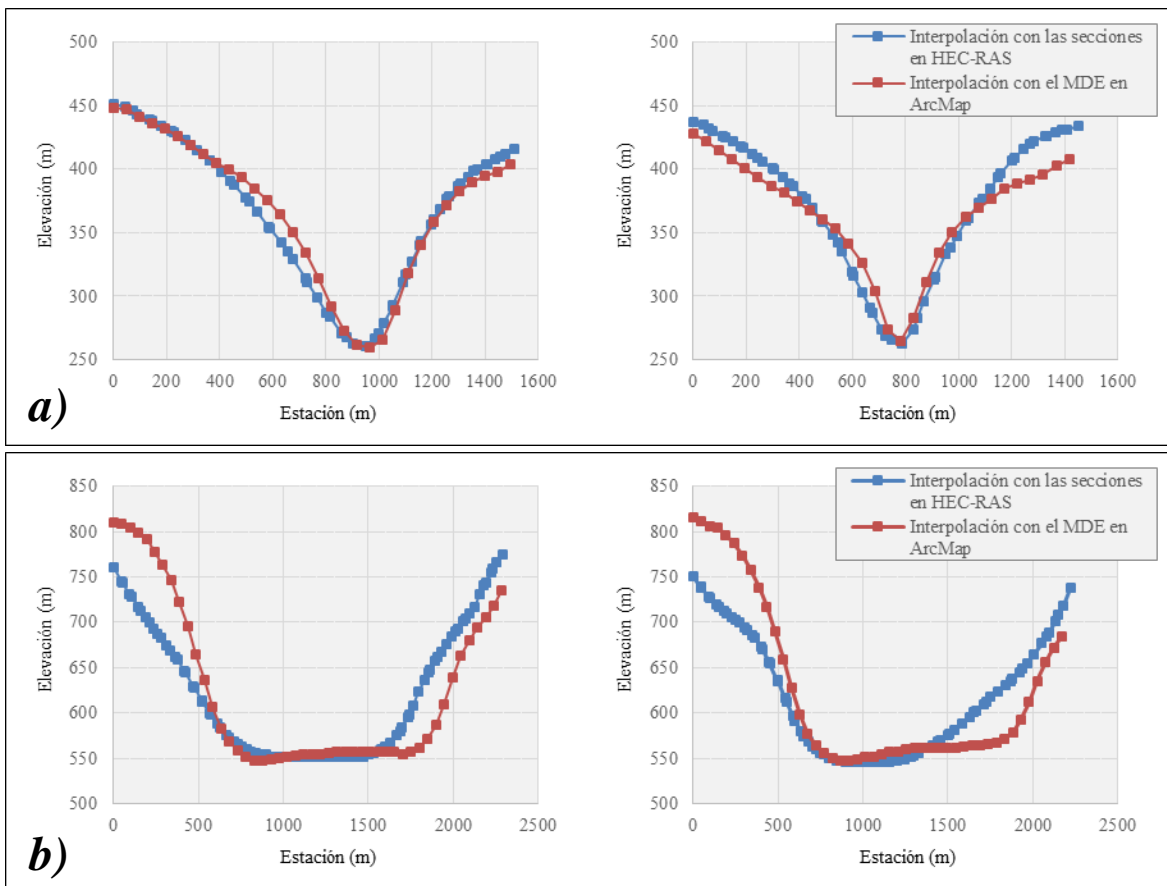 500
450
400
350
300
250
Elevación (m)
0 200 400 600 800 1000 1200 1400 1600
Estación (m)
500
450
400
350
300
250
Elevación (m)
0 200 400 600 800 1000 1200 1400 1600
Estación (m)
Interpolación con las secciones
en HEC-RAS
Interpolación con el MDE en
ArcMap
a)
850
800
750
700
650
600
550
500
Elevación (m)
0 500 1000 1500 2000 2500
Estación (m)
850
800
750
700
650
600
550
500
Elevación (m)
0 500 1000 1500 2000 2500
Estación (m)
Interpolación con las secciones
en HEC-RAS
Interpolación con el MDE en
ArcMap
b)